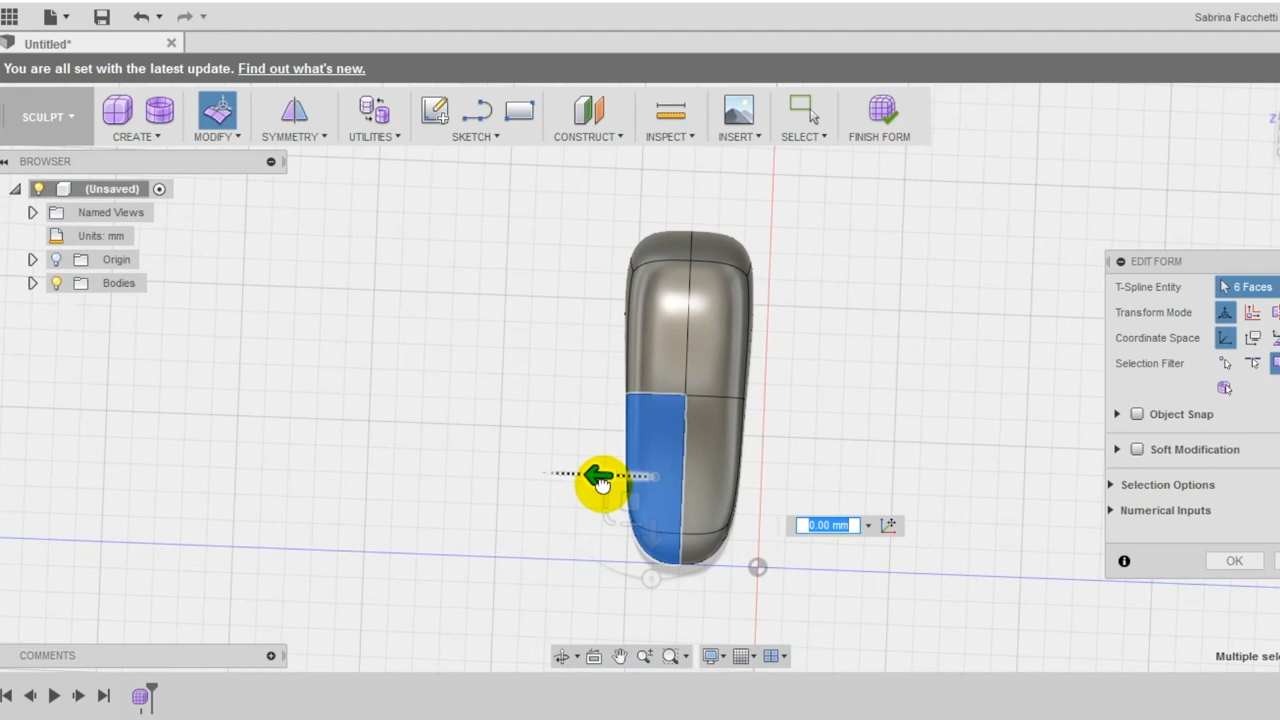 Sabrina Facchetti
Untitled*
You are all set with the latest update. Find out what's new.
SCULPT
CREATE
MODIFY
SYMMETRY
UTILITIES
SKETCH
CONSTRUCT
INSPECT
INSERT
SELECT
FINISH FORM
Z
BROWSER
(Unsaved)
Named Views
Units: mm
Origin
Bodies
EDIT FORM
T-Spline Entity
6 Faces
Transform Mode
Coordinate Space
Selection Filter
Object Snap
Soft Modification
Selection Options
Numerical Inputs
0.00 mm
OK
COMMENTS
Multiple